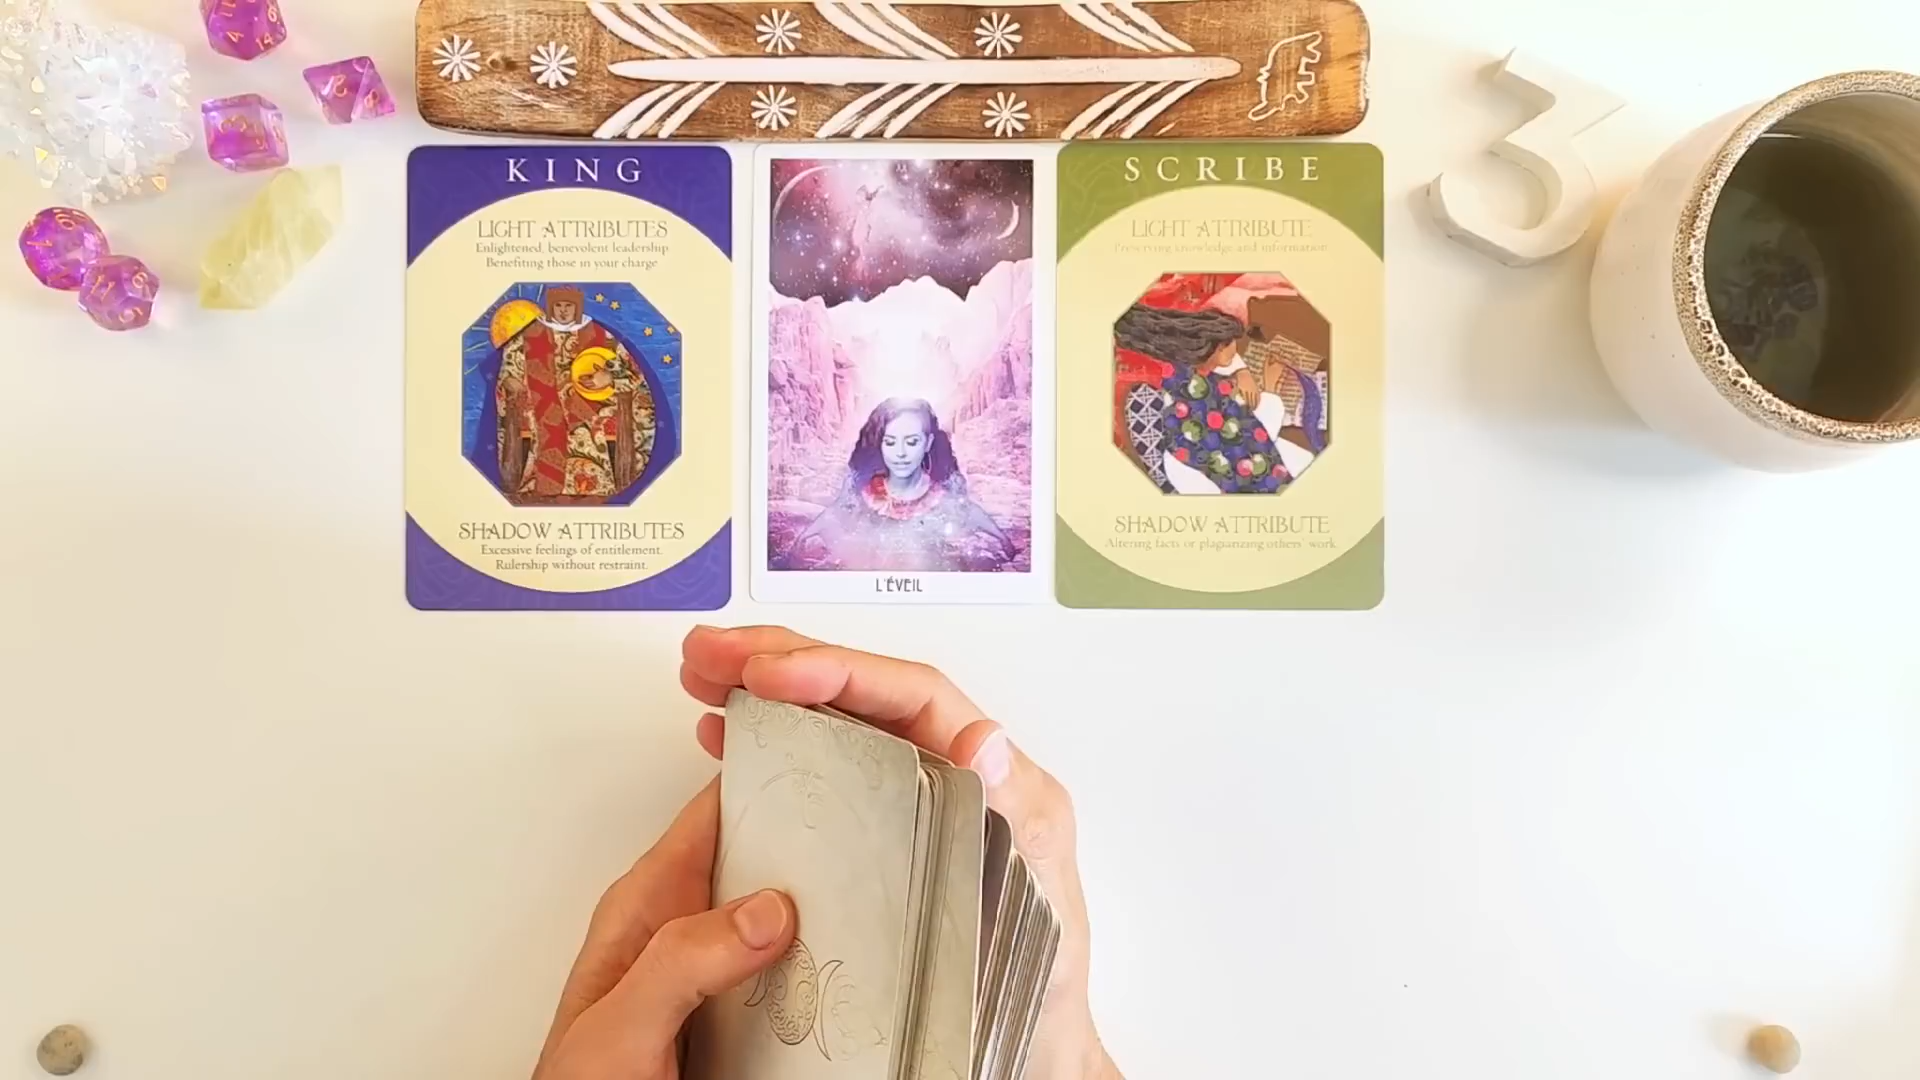 KING
LIGHT ATTRIBUTES
Enlightened, benevolent leadership.
Benefiting those in your charge
SHADOW ATTRIBUTES
Excessive feelings of entitlement.
Rulership without restraint.
L'ÉVEIL
SCRIBE
LIGHT ATTRIBUTE
Preserving knowledge and information
SHADOW ATTRIBUTE
Altering facts or plagiarizing others' work.
3